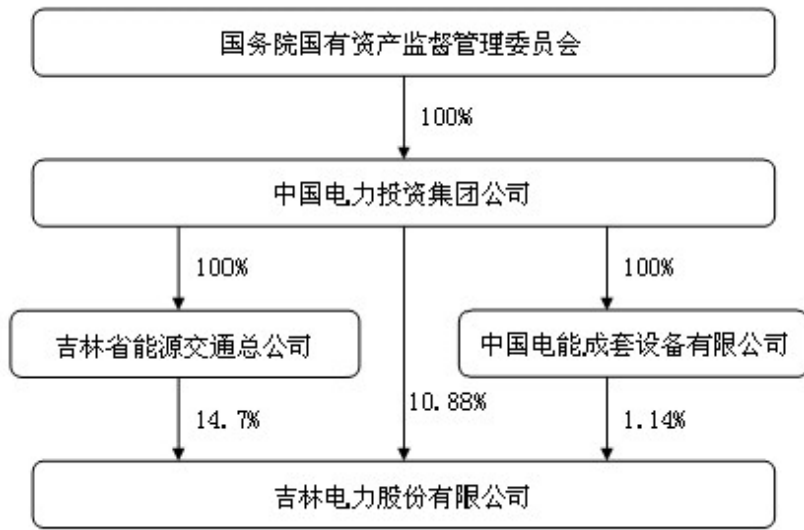 国务院国有资产监督管理委员会
100%
中国电力投资集团公司
100%
100%
吉林省能源交通总公司
中国电能成套设备有限公司
14.7%
10.88%
1.14%
吉林电力股份有限公司